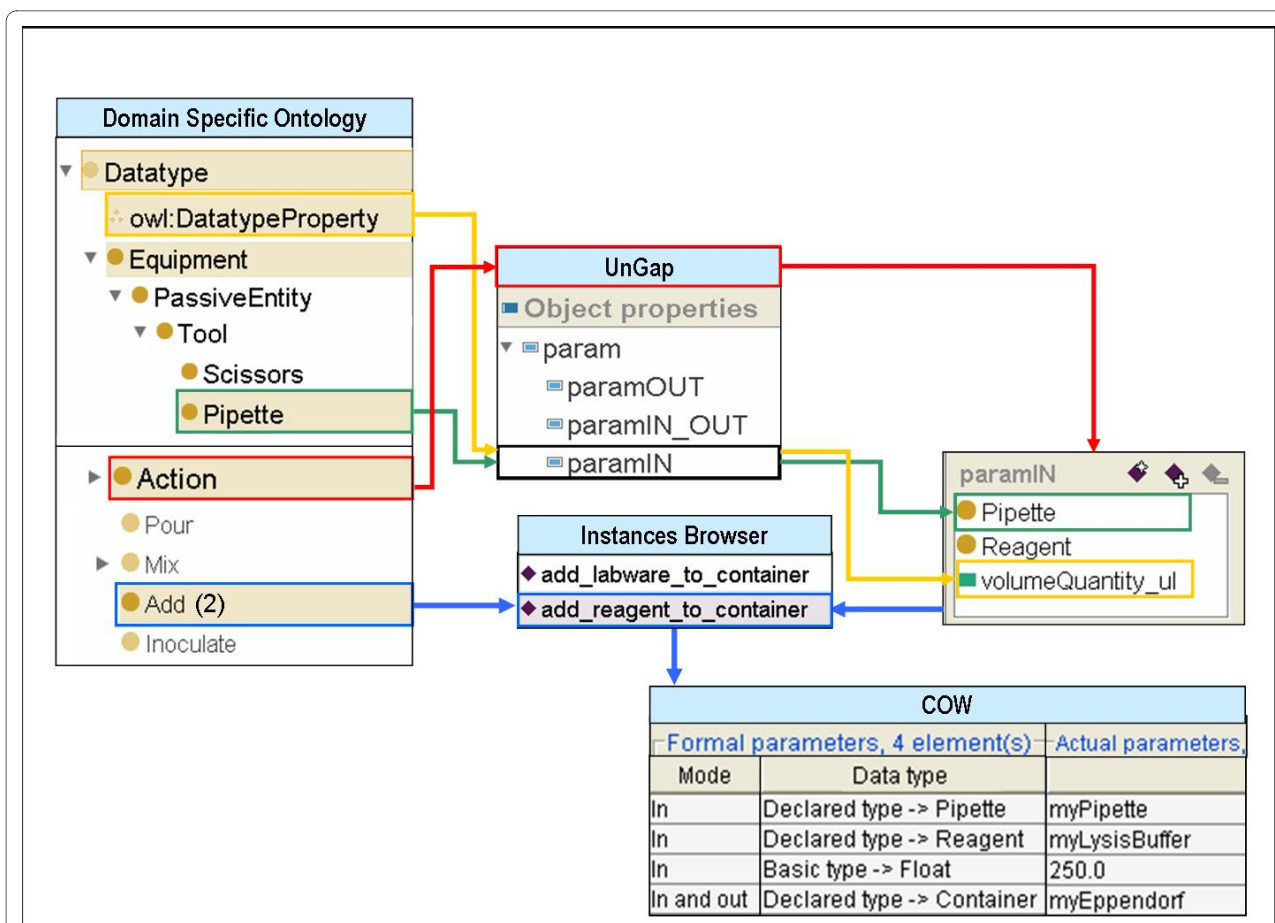 Domain Specific Ontology
Datatype
owl:DatatypeProperty
Equipment
PassiveEntity
Tool
Scissors
Pipette
Action
Pour
Mix
Add (2)
Inoculate
UnGap
Object properties
param
paramOUT
paramIN_OUT
paramIN
Instances Browser
add_labware_to_container
add_reagent_to_container
paramIN
Pipette
Reagent
volumeQuantity_ul
COW
Formal parameters, 4 element(s) Actual parameters,
Mode Data type
In Declared type -> Pipette myPipette
In Declared type -> Reagent myLysisBuffer
In Basic type -> Float 250.0
In and out Declared type -> Container myEppendorf